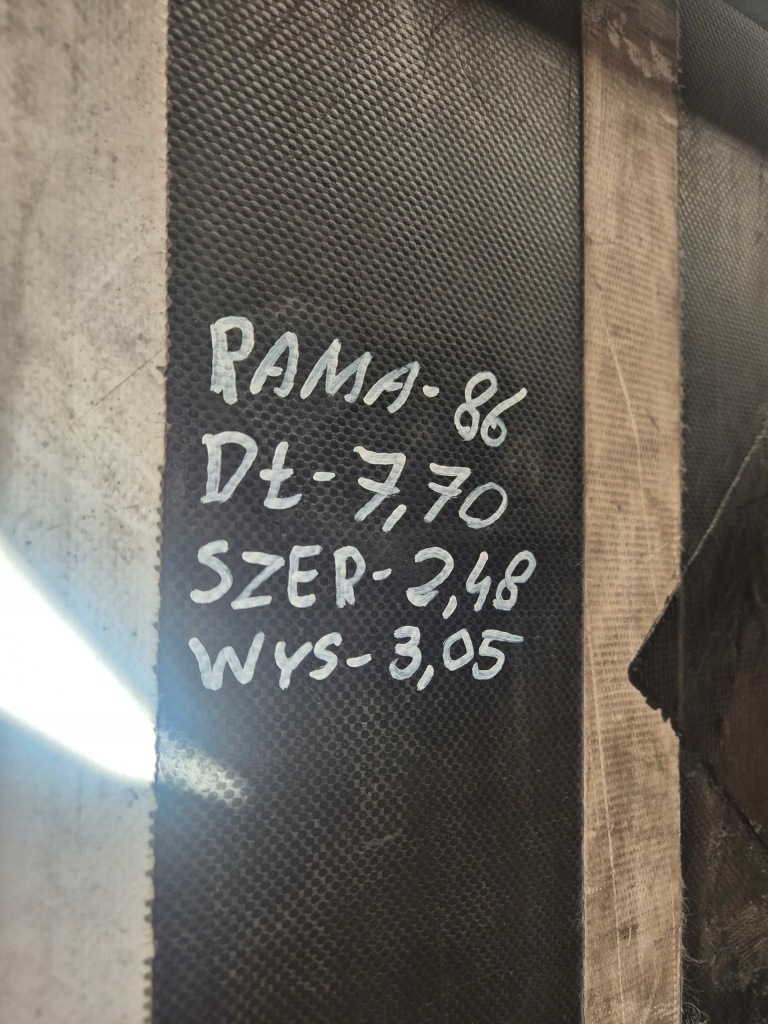 RAMA-86
DŁ-7,70
SZER-2,48
WYS-3,05